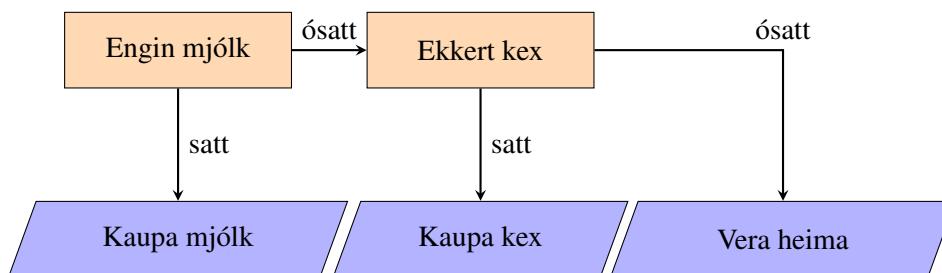 Engin mjólk
ósatt
Ekkert kex
ósatt
satt
satt
Kaupa mjólk
Kaupa kex
Vera heima